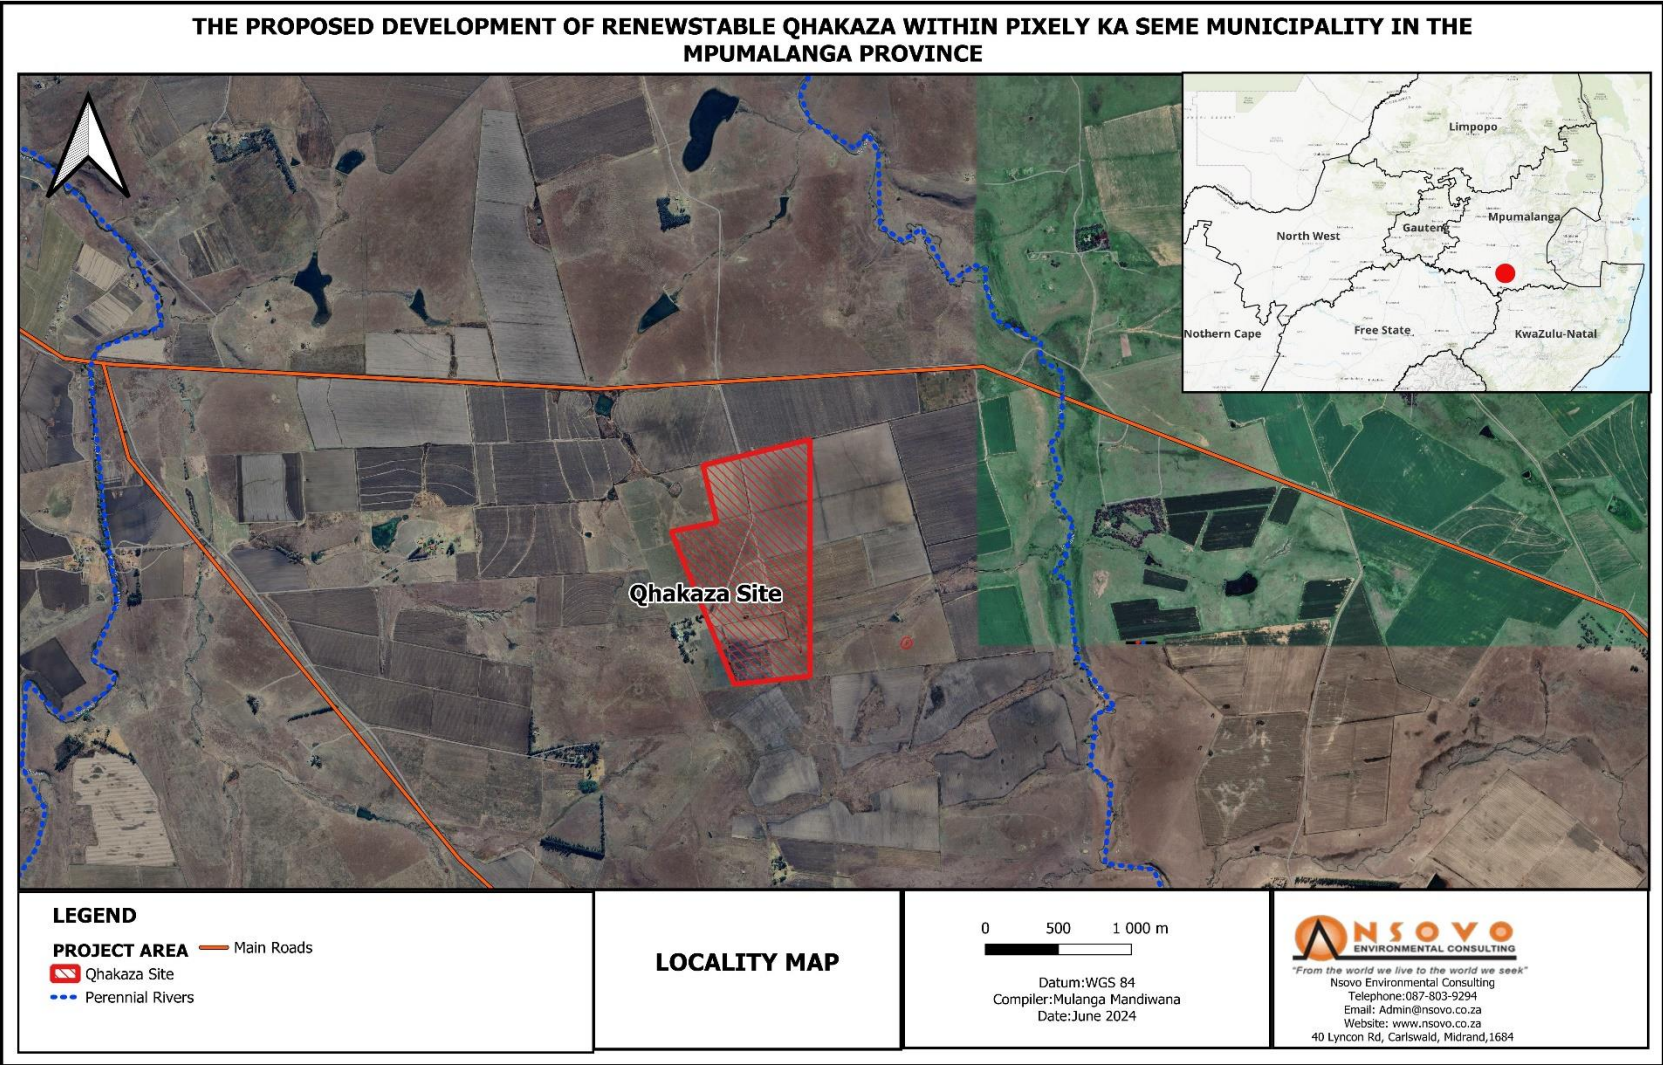 THE PROPOSED DEVELOPMENT OF RENEWSTABLE QHAKAZA WITHIN PIXELY KA SEME MUNICIPALITY IN THE
MPUMALANGA PROVINCE
Limpopo
Mpumalanga
Gauteng
North West
Free State
Nothern Cape
KwaZulu-Natal
Qhakaza Site
LEGEND
PROJECT AREA
Main Roads
Qhakaza Site
Perennial Rivers
LOCALITY MAP
0 500 1 000 m
Datum:WGS 84
Compiler:Mulanga Mandiwana
Date:June 2024
NSOVO
ENVIRONMENTAL CONSULTING
"From the world we live to the world we seek"
Nsovo Environmental Consulting
Telephone:087-803-9294
Email: Admin@nsovo.co.za
Website: www.nsovo.co.za
40 Lyncon Rd, Carlswald, Midrand,1684